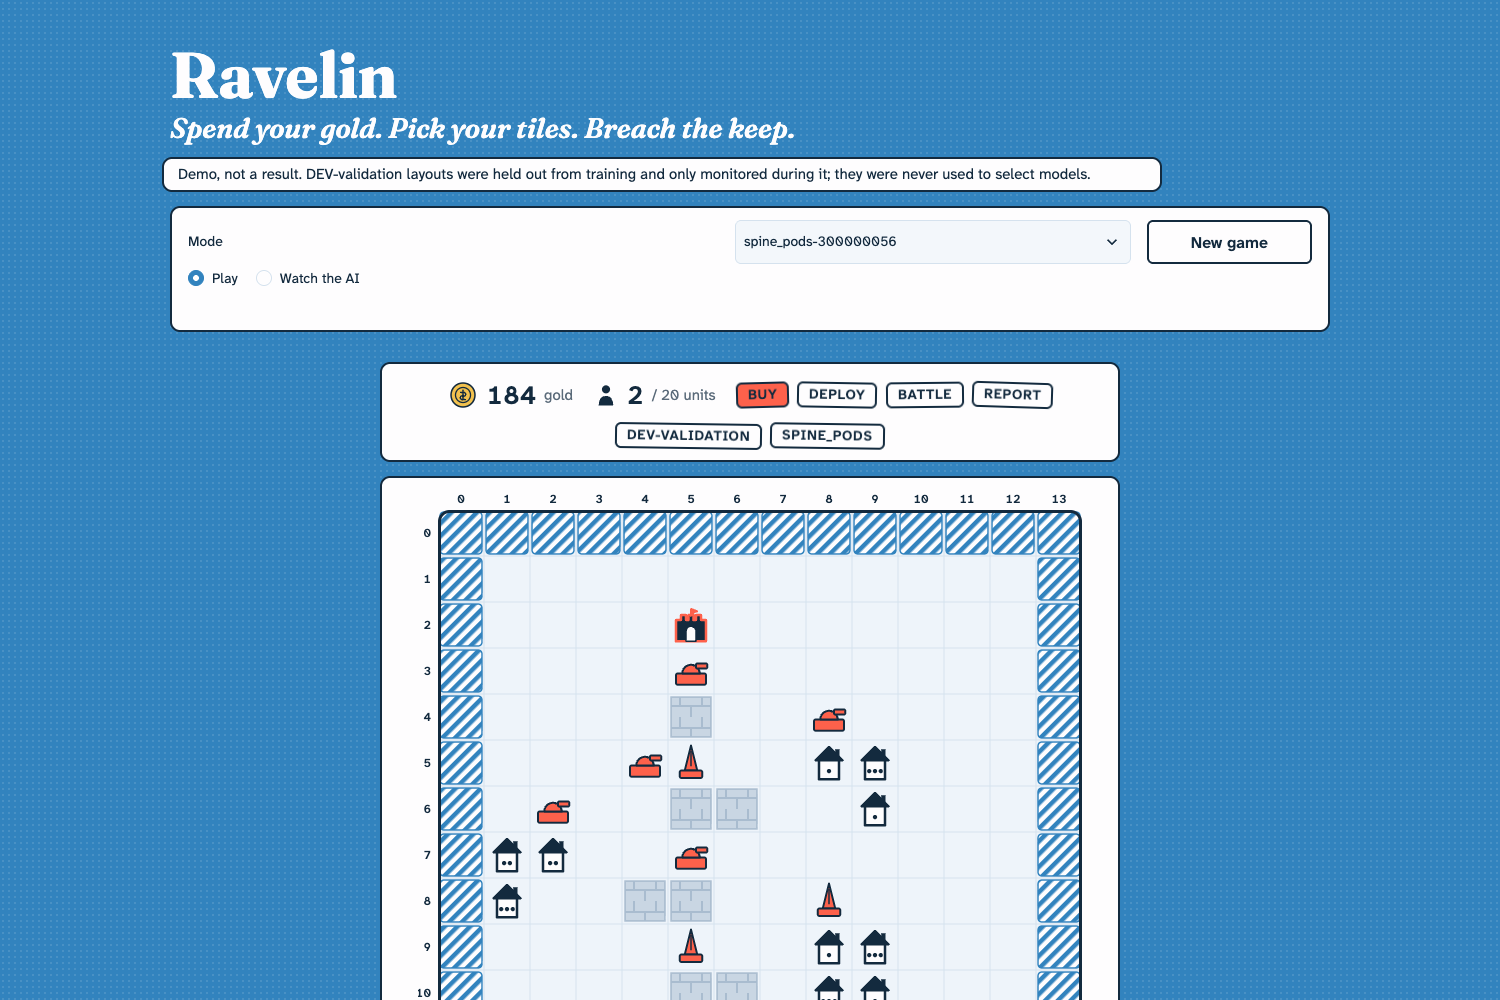 Ravelin
Spend your gold. Pick your tiles. Breach the keep.
Demo, not a result. DEV-validation layouts were held out from training and only monitored during it; they were never used to select models.
Mode
Play Watch the AI
spine_pods-300000056
New game
184 gold 2 / 20 units BUY DEPLOY BATTLE REPORT
DEV-VALIDATION SPINE_PODS
0 1 2 3 4 5 6 7 8 9 10 11 12 13
0
1
2
3
4
5
6
7
8
9
10